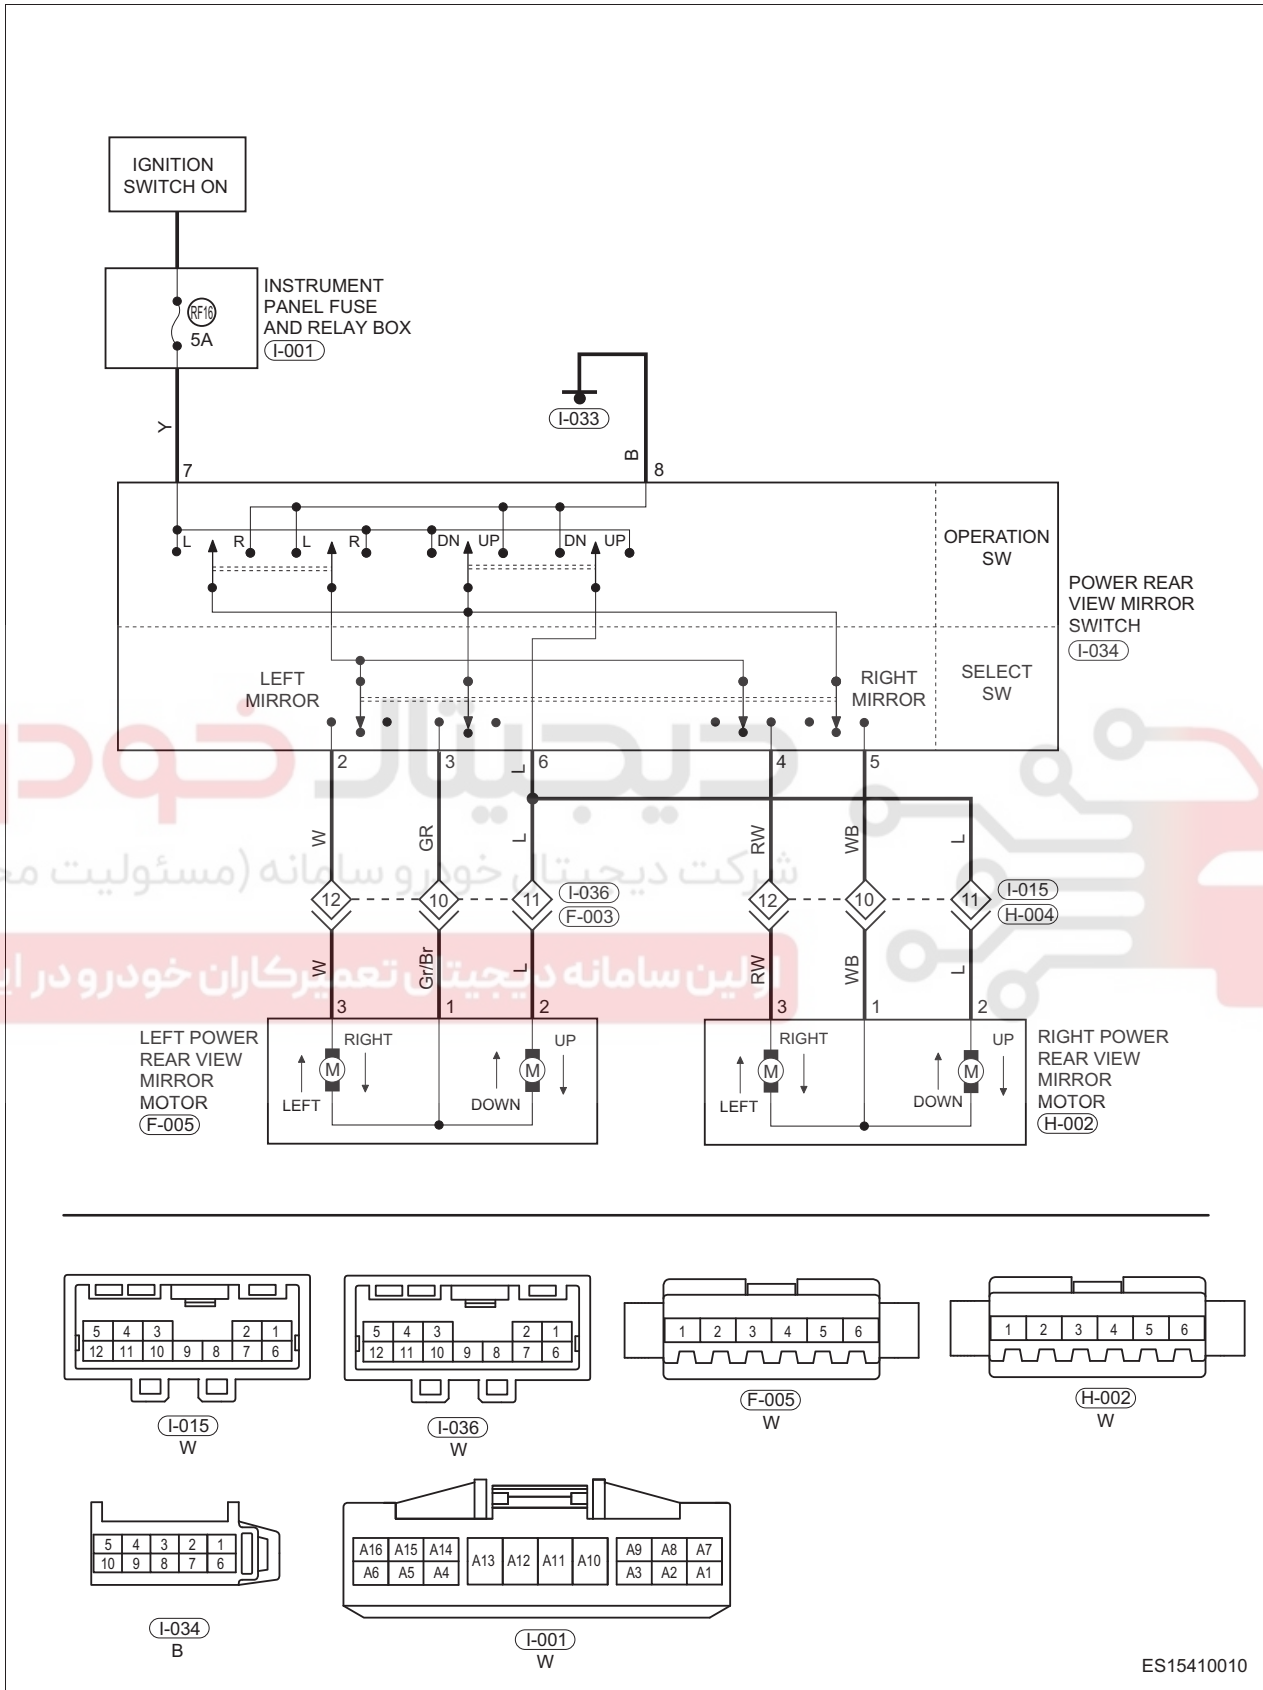 IGNITION
SWITCH ON
RF16
5A
INSTRUMENT
PANEL FUSE
AND RELAY BOX
I-001
I-033
Y
B
7
8
L
R
L
R
DN
UP
DN
UP
OPERATION
SW
POWER REAR
VIEW MIRROR
SWITCH
I-034
LEFT
MIRROR
RIGHT
MIRROR
SELECT
SW
2
3
L
6
4
5
دیجیتال خودرو
W
GR
L
RW
WB
L
شرکت دیجیتال خودرو سامانه (مسئولیت
12
10
11
I-036
F-003
12
10
11
I-015
H-004
اولین سامانه دیجیتال تعمیرکاران خودرو در
W
Gr/Br
L
RW
WB
L
3
1
2
3
1
2
LEFT POWER
REAR VIEW
MIRROR
MOTOR
F-005
RIGHT
M
LEFT
UP
M
DOWN
RIGHT
M
LEFT
UP
M
DOWN
RIGHT POWER
REAR VIEW
MIRROR
MOTOR
H-002
5 4 3 2 1
12 11 10 9 8 7 6
I-015
W
5 4 3 2 1
12 11 10 9 8 7 6
I-036
W
1 2 3 4 5 6
F-005
W
1 2 3 4 5 6
H-002
W
5 4 3 2 1
10 9 8 7 6
I-034
B
A16 A15 A14 A13 A12 A11 A10 A9 A8 A7
A6 A5 A4 A3 A2 A1
I-001
W
ES15410010